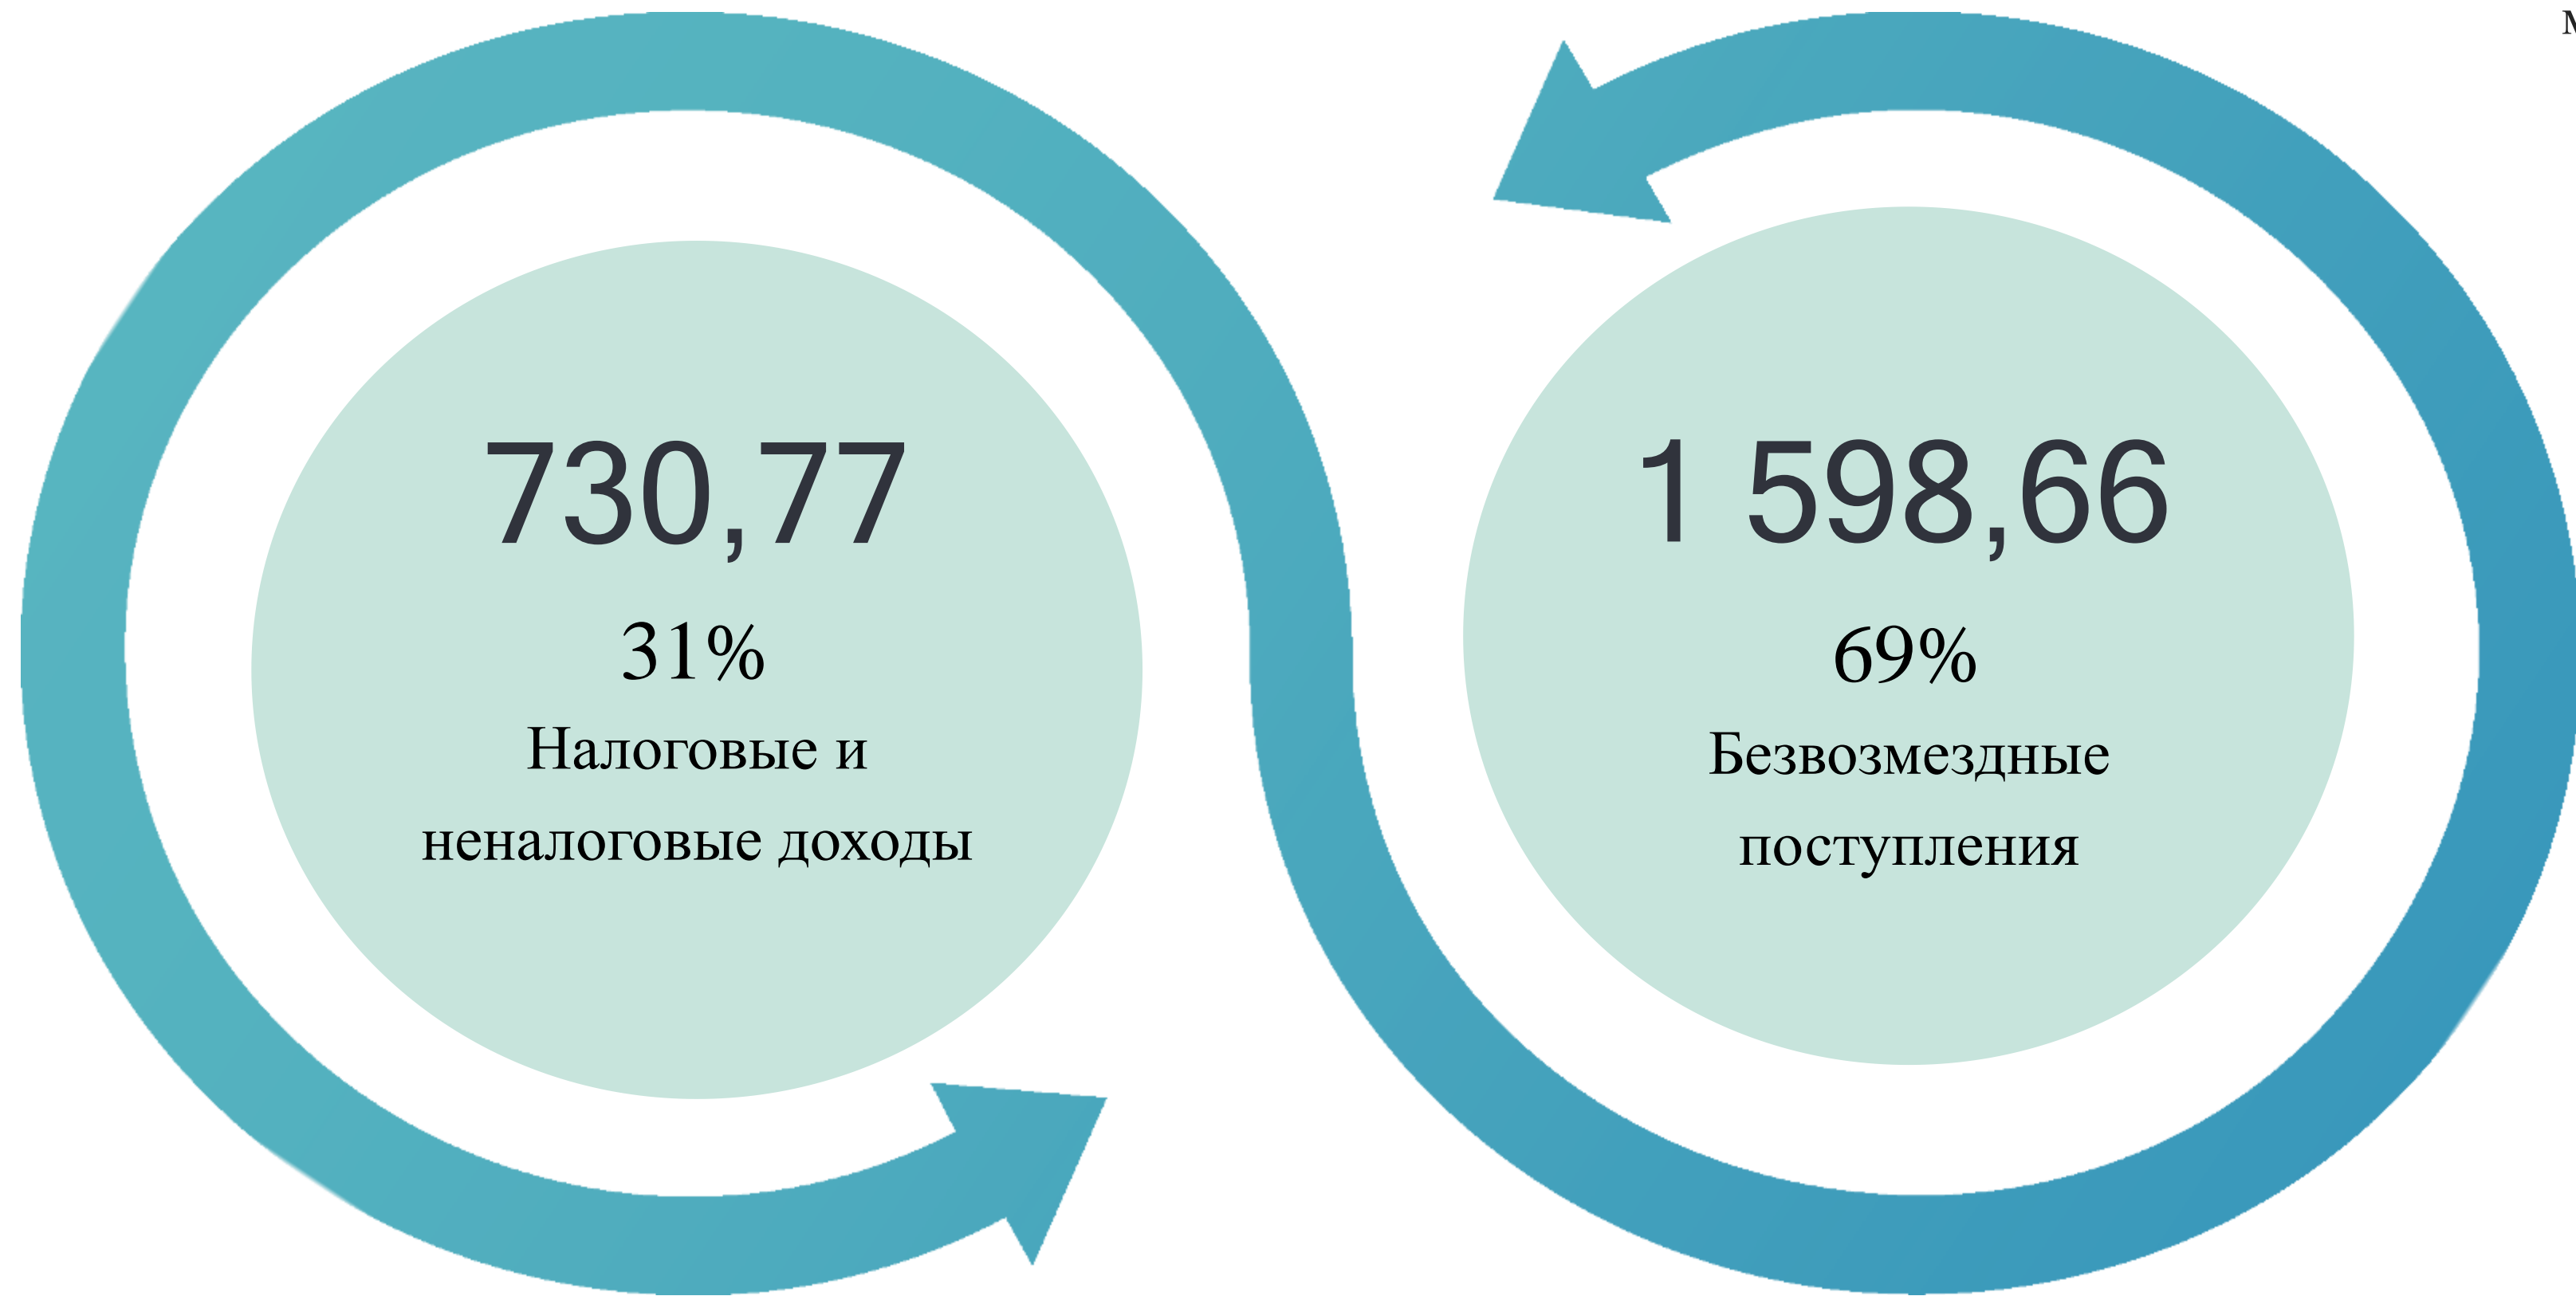 730,77
31%
Налоговые и
неналоговые доходы
1 598,66
69%
Безвозмездные
поступления